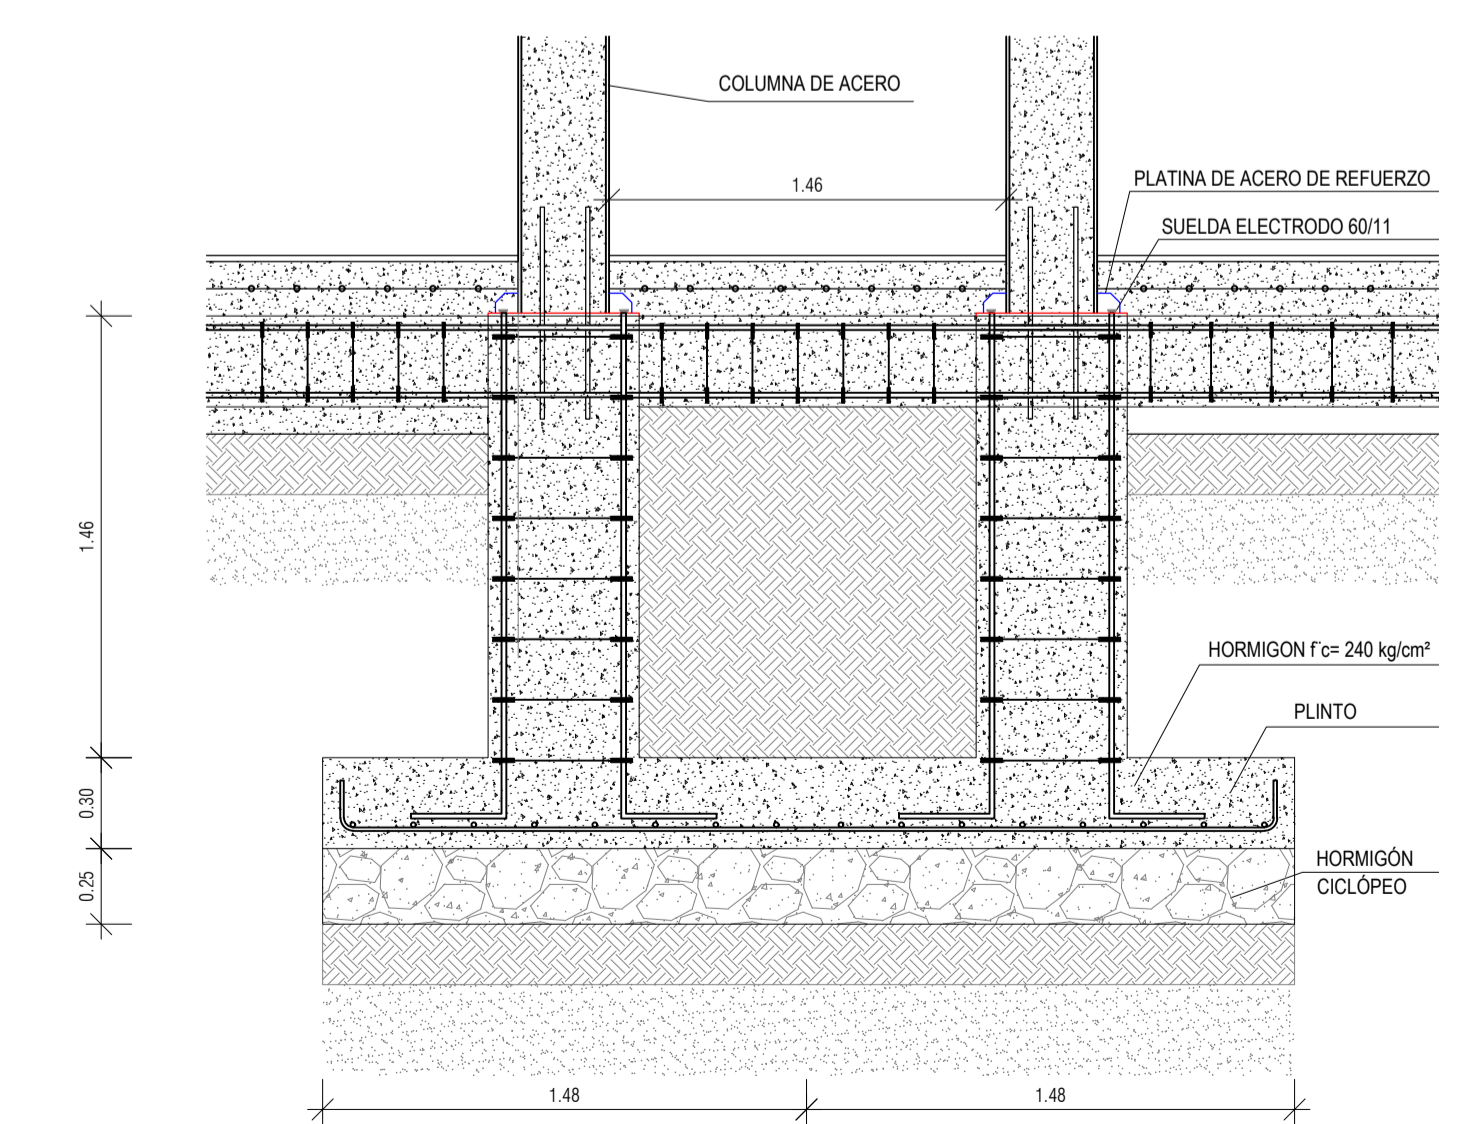 COLUMNA DE ACERO
1.46
PLATINA DE ACERO DE REFUERZO
SUELDA ELECTRODO 60/11
1.46
HORMIGON f¨c= 240 kg/cm²
PLINTO
0.30
HORMIGÓN
CICLÓPEO
0.25
1.48
1.48